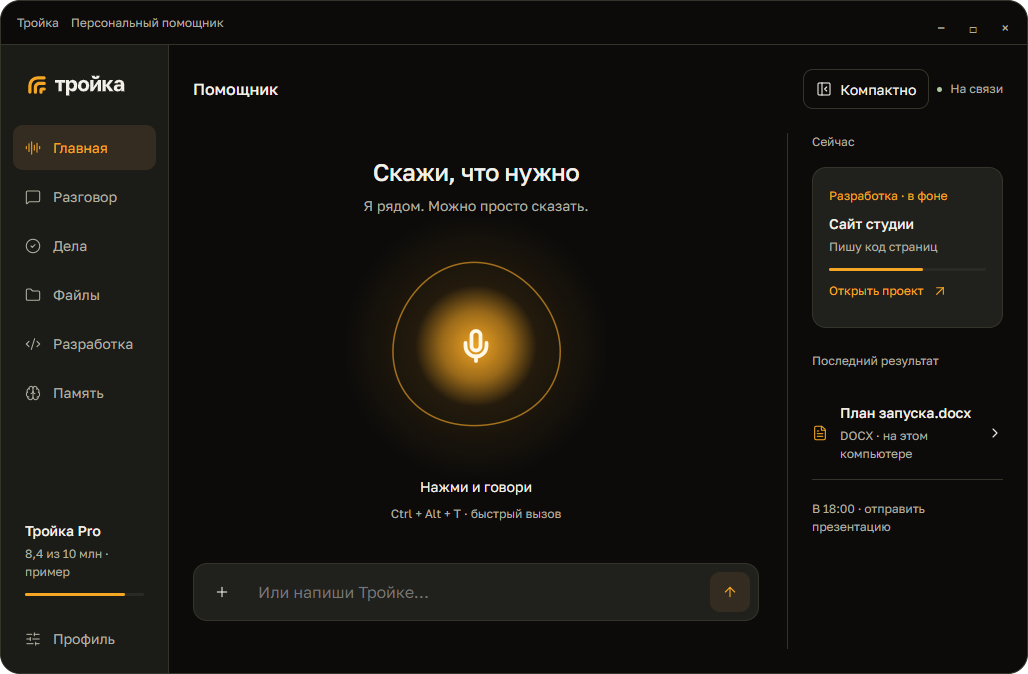 Тройка Персональный помощник
тройка
Главная
Разговор
Дела
Файлы
Разработка
Память
Тройка Pro
8,4 из 10 млн ·
пример
Профиль
Помощник
Компактно
На связи
Скажи, что нужно
Я рядом. Можно просто сказать.
Нажми и говори
Ctrl + Alt + T · быстрый вызов
Или напиши Тройке...
Сейчас
Разработка · в фоне
Сайт студии
Пишу код страниц
Открыть проект
Последний результат
План запуска.docx
DOCX · на этом
компьютере
В 18:00 · отправить
презентацию